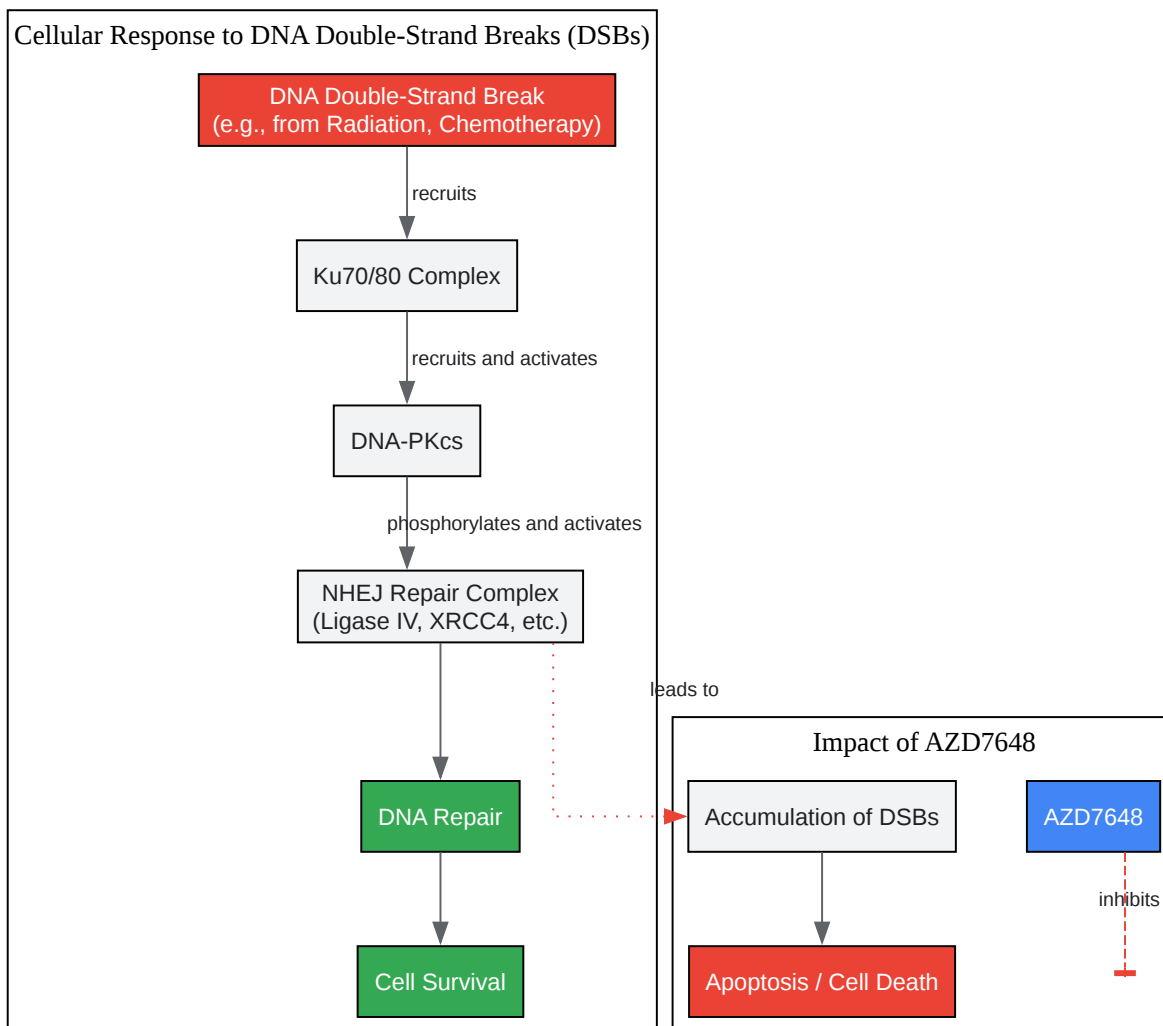 Cellular Response to DNA Double-Strand Breaks (DSBs)
DNA Double-Strand Break
(e.g., from Radiation, Chemotherapy)
recruits
Ku70/80 Complex
recruits and activates
DNA-PKcs
phosphorylates and activates
NHEJ Repair Complex
(Ligase IV, XRCC4, etc.)
leads to
Impact of AZD7648
DNA Repair
Accumulation of DSBs
AZD7648
inhibits
Cell Survival
Apoptosis / Cell Death